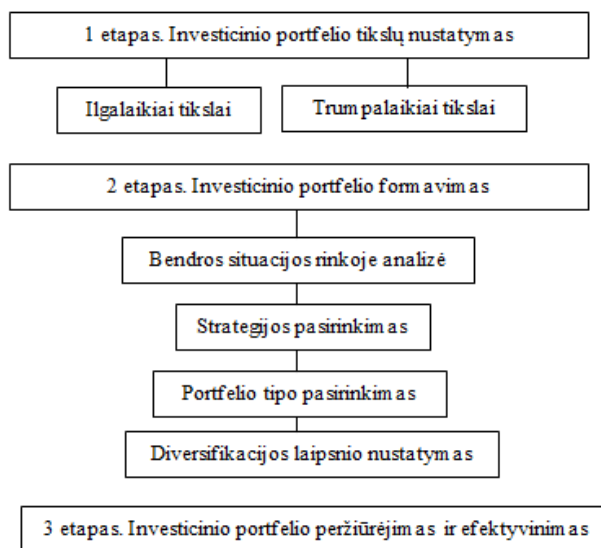 1 etapas. Investicinio portfelio tikslų nustatymas
Ilgalaikiai tikslai
Trumpalaikiai tikslai
2 etapas. Investicinio portfelio formavimas
Bendros situacijos rinkoje analizė
Strategijos pasirinkimas
Portfelio tipo pasirinkimas
Diversifikacijos laipsnio nustatymas
3 etapas. Investicinio portfelio peržiūrėjimas ir efektyvinimas